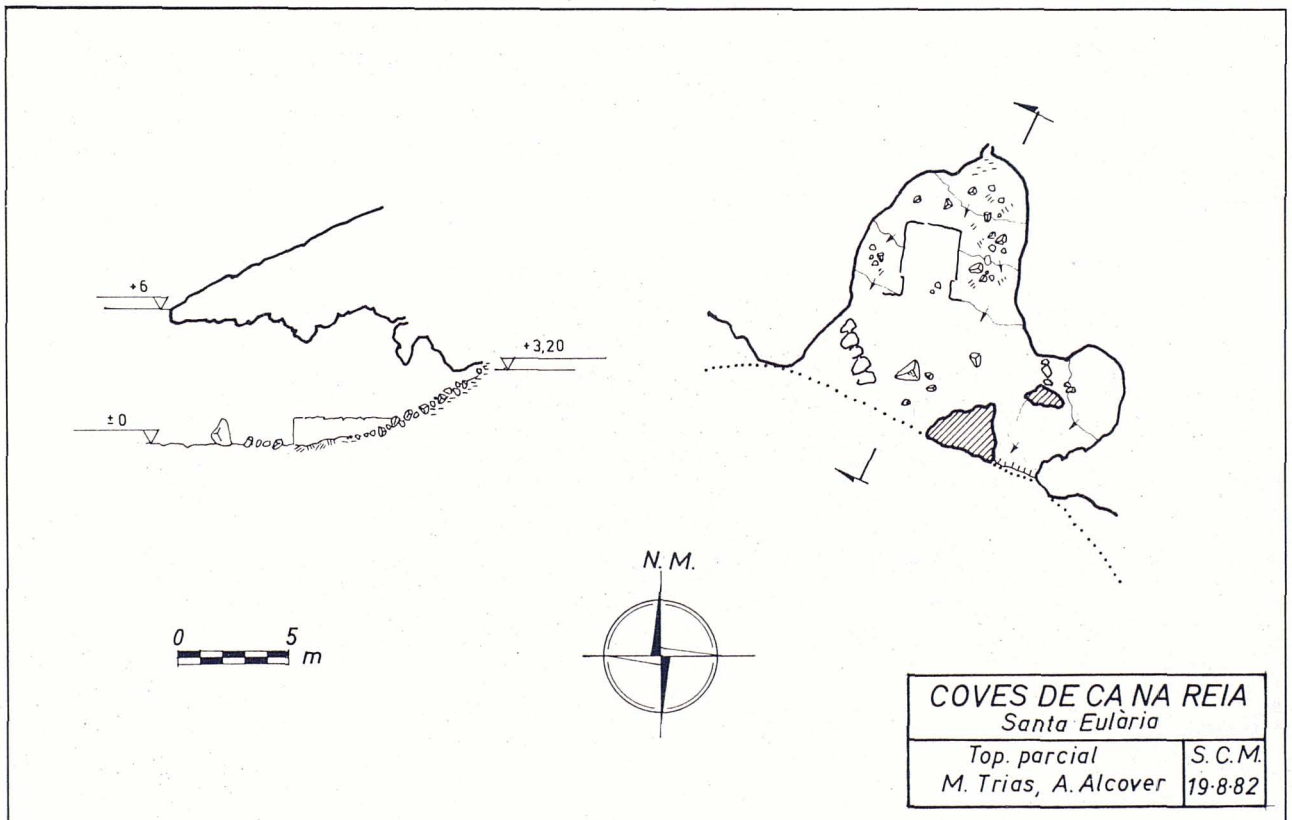 +6
+3,20
±0
N. M.
0 5
m
COVES DE CA NA REIA
Santa Eulària
Top. parcial
M. Trias, A. Alcover
S. C. M.
19·8·82